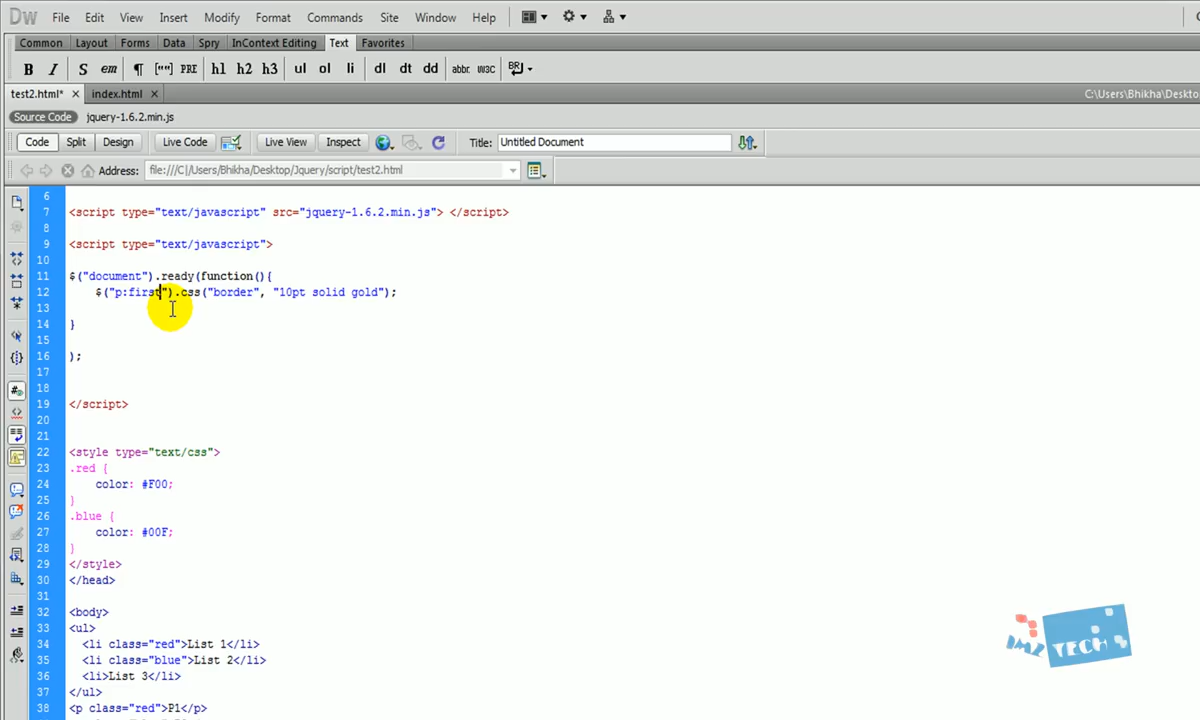 Dw File Edit View Insert Modify Format Commands Site Window Help
Common Layout Forms Data Spry InContext Editing Text Favorites
B I S em ¶ [""] PRE h1 h2 h3 ul ol li dl dt dd abbr. W3C BR
test2.html* × index.html × C:\Users\Bhikha\Deskto
Source Code jquery-1.6.2.min.js
Code Split Design Live Code Live View Inspect Title: Untitled Document
Address: file:///C|/Users/Bhikha/Desktop/Jquery/script/test2.html
6
7 <script type="text/javascript" src="jquery-1.6.2.min.js"> </script>
8
9 <script type="text/javascript">
10
11 $("document").ready(function(){
12 $("p:first").css("border", "10pt solid gold");
13
14 }
15
16 );
17
18
19 </script>
20
21
22 <style type="text/css">
23 .red {
24 color: #F00;
25 }
26 .blue {
27 color: #00F;
28 }
29 </style>
30 </head>
31
32 <body>
33 <ul>
34 <li class="red">List 1</li>
35 <li class="blue">List 2</li>
36 <li>List 3</li>
37 </ul>
38 <p class="red">P1</p>
IMZ TECH